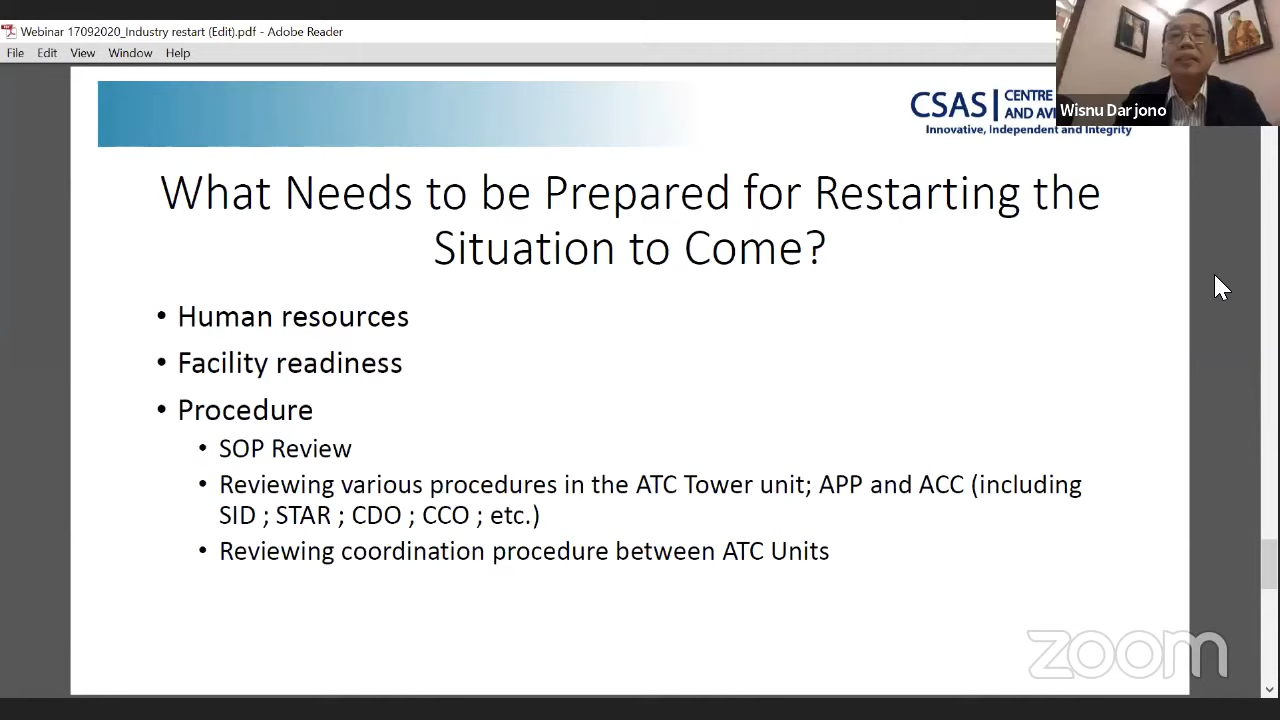 Webinar 17092020_Industry restart (Edit).pdf - Adobe Reader
File Edit View Window Help
CSAS
CENTRE
AND AVI
Innovative, Independent and Integrity
Wisnu Darjono
What Needs to be Prepared for Restarting the
Situation to Come?
• Human resources
• Facility readiness
• Procedure
• SOP Review
• Reviewing various procedures in the ATC Tower unit; APP and ACC (including
SID ; STAR ; CDO ; CCO ; etc.)
• Reviewing coordination procedure between ATC Units
zoom